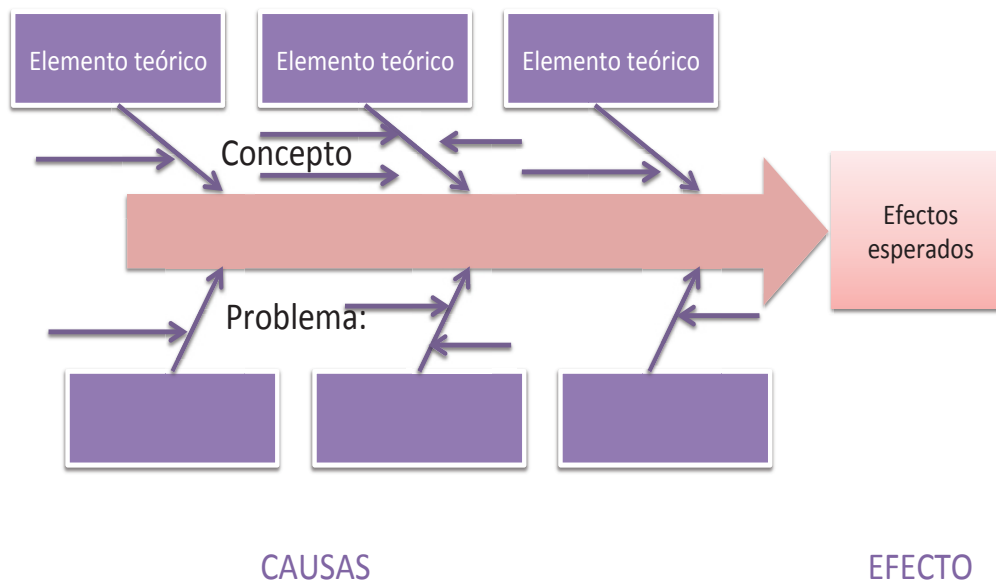 Elemento teórico
Elemento teórico
Elemento teórico
Concepto
Efectos
esperados
Problema:
CAUSAS
EFECTO